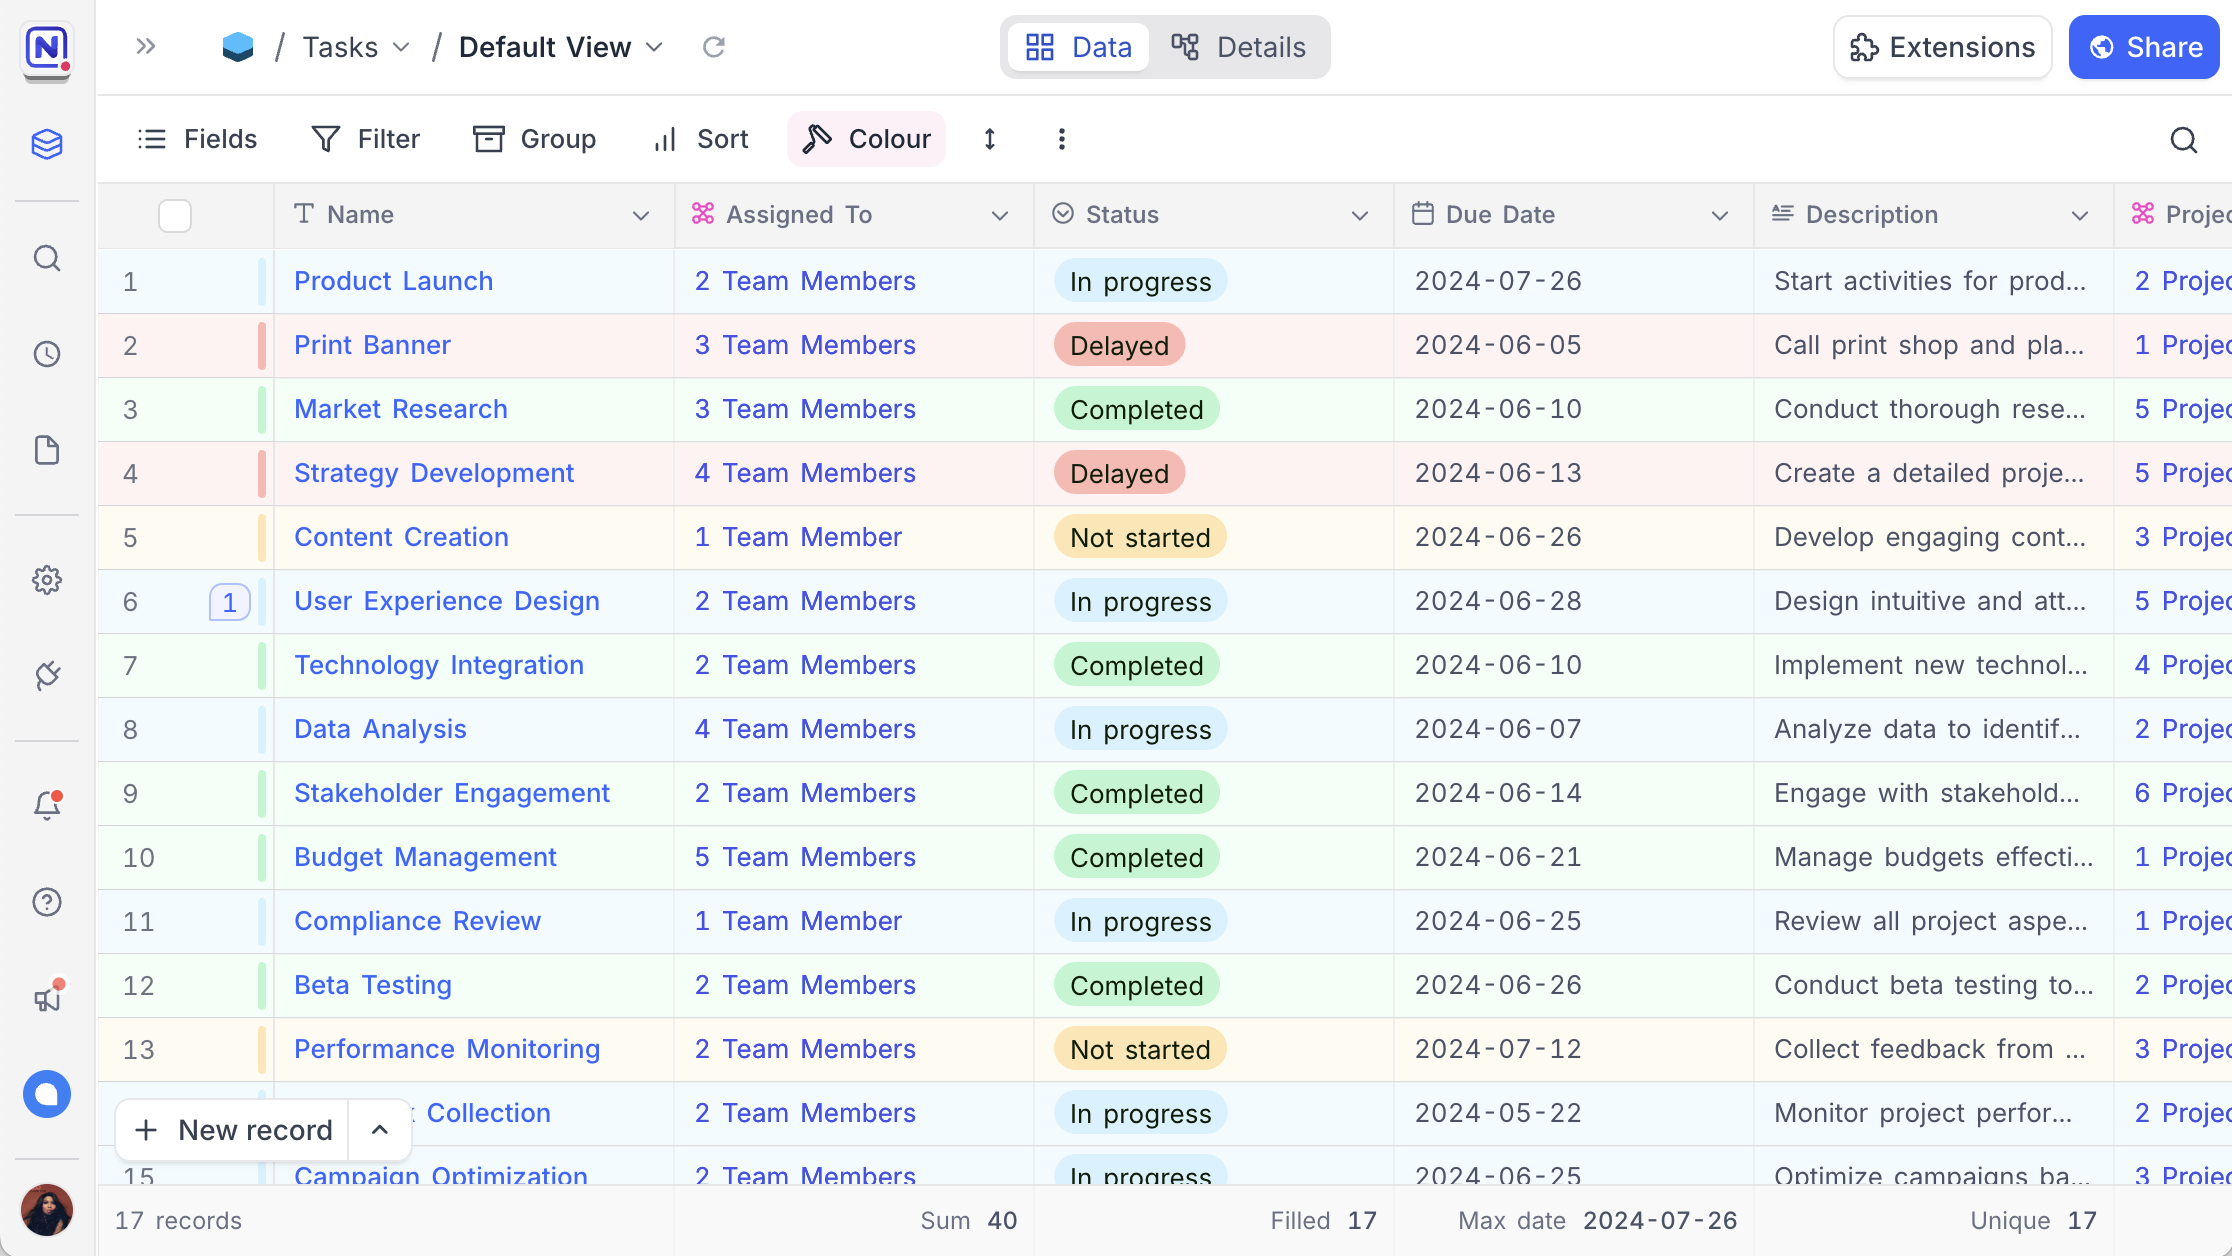 N
/ Tasks / Default View
Data Details
Extensions Share
Fields Filter Group Sort Colour
Name Assigned To Status Due Date Description Projec
1 Product Launch 2 Team Members In progress 2024-07-26 Start activities for prod... 2 Projec
2 Print Banner 3 Team Members Delayed 2024-06-05 Call print shop and pla... 1 Projec
3 Market Research 3 Team Members Completed 2024-06-10 Conduct thorough rese... 5 Projec
4 Strategy Development 4 Team Members Delayed 2024-06-13 Create a detailed proje... 5 Projec
5 Content Creation 1 Team Member Not started 2024-06-26 Develop engaging cont... 3 Projec
6 1 User Experience Design 2 Team Members In progress 2024-06-28 Design intuitive and att... 5 Projec
7 Technology Integration 2 Team Members Completed 2024-06-10 Implement new technol... 4 Projec
8 Data Analysis 4 Team Members In progress 2024-06-07 Analyze data to identif... 2 Projec
9 Stakeholder Engagement 2 Team Members Completed 2024-06-14 Engage with stakehold... 6 Projec
10 Budget Management 5 Team Members Completed 2024-06-21 Manage budgets effecti... 1 Projec
11 Compliance Review 1 Team Member In progress 2024-06-25 Review all project aspe... 1 Projec
12 Beta Testing 2 Team Members Completed 2024-06-26 Conduct beta testing to... 2 Projec
13 Performance Monitoring 2 Team Members Not started 2024-07-12 Collect feedback from ... 3 Projec
Collection 2 Team Members In progress 2024-05-22 Monitor project perfor... 2 Projec
New record
15 Campaign Optimization 2 Team Members In progress 2024-06-25 Optimize campaigns ba... 3 Projec
17 records Sum 40 Filled 17 Max date 2024-07-26 Unique 17